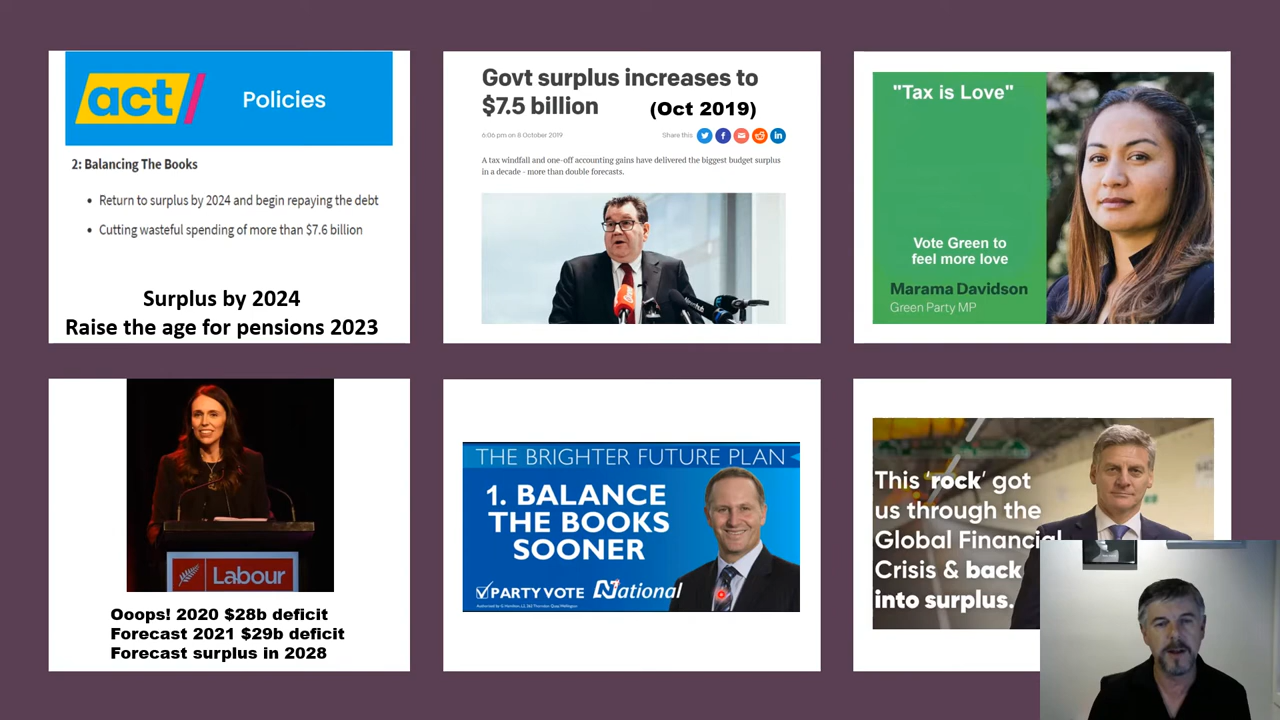 act
Policies
2: Balancing The Books
Return to surplus by 2024 and begin repaying the debt
Cutting wasteful spending of more than $7.6 billion
Surplus by 2024
Raise the age for pensions 2023
Govt surplus increases to
$7.5 billion
(Oct 2019)
6:06 pm on 8 October 2019
Share this
A tax windfall and one-off accounting gains have delivered the biggest budget surplus
in a decade - more than double forecasts.
"Tax is Love"
Vote Green to
feel more love
Marama Davidson
Green Party MP
Labour
Ooops! 2020 $28b deficit
Forecast 2021 $29b deficit
Forecast surplus in 2028
THE BRIGHTER FUTURE PLAN
1. BALANCE
THE BOOKS
SOONER
PARTY VOTE National
This 'rock' got
us through the
Global Financial
Crisis & back
into surplus.